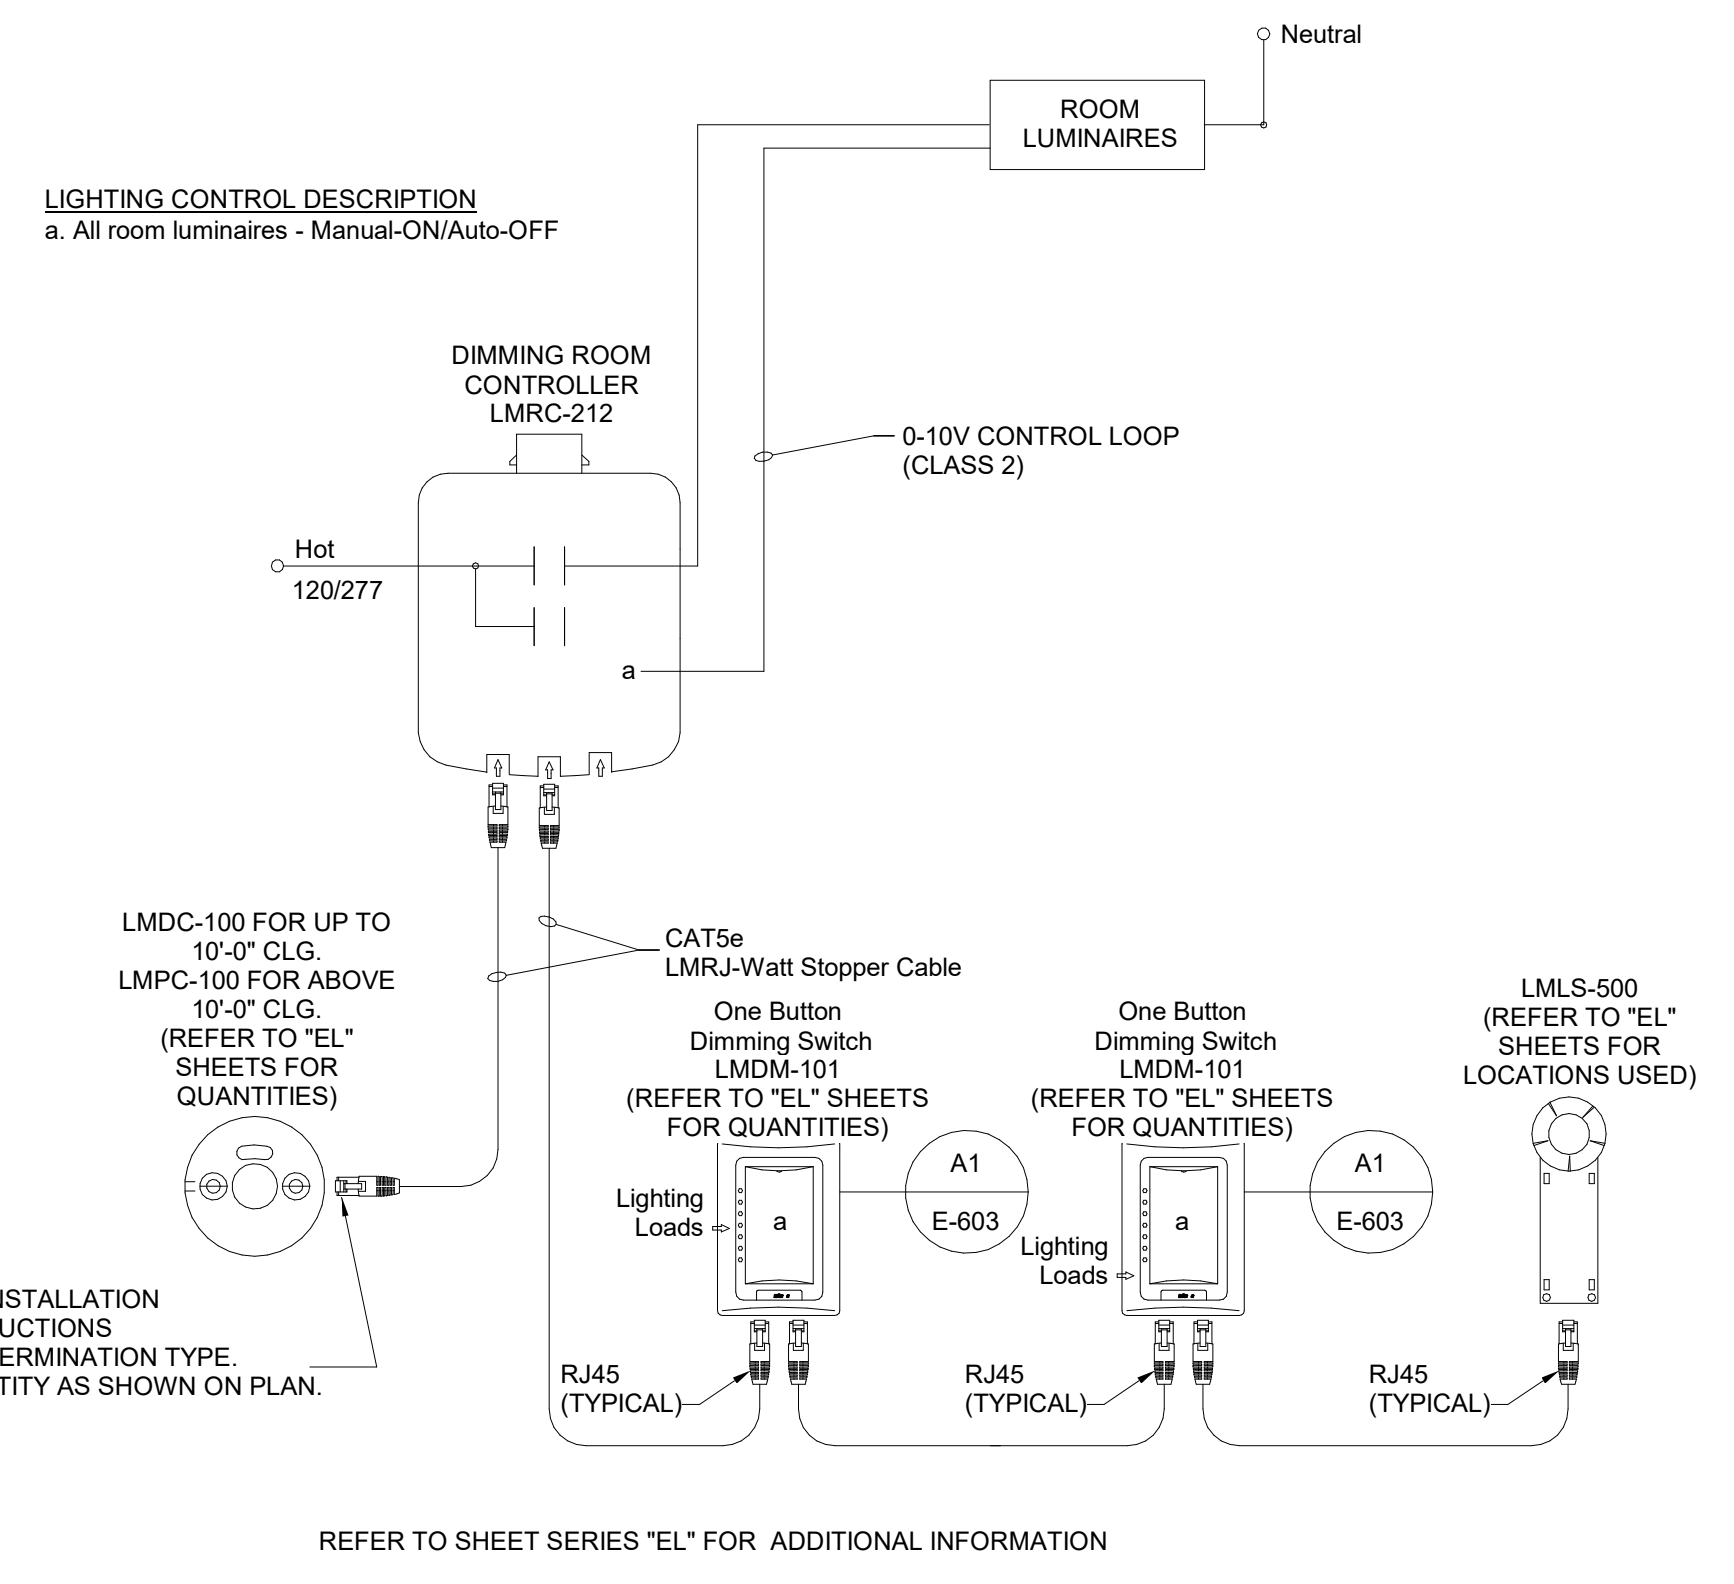 Neutral
ROOM
LUMINAIRES
LIGHTING CONTROL DESCRIPTION
a. All room luminaires - Manual-ON/Auto-OFF
DIMMING ROOM
CONTROLLER
LMRC-212
0-10V CONTROL LOOP
(CLASS 2)
Hot
120/277
a
LMDC-100 FOR UP TO
10'-0" CLG.
LMPC-100 FOR ABOVE
10'-0" CLG.
(REFER TO "EL"
SHEETS FOR
QUANTITIES)
CAT5e
LMRJ-Watt Stopper Cable
One Button
Dimming Switch
LMDM-101
(REFER TO "EL" SHEETS
FOR QUANTITIES)
One Button
Dimming Switch
LMDM-101
(REFER TO "EL" SHEETS
FOR QUANTITIES)
LMLS-500
(REFER TO "EL"
SHEETS FOR
LOCATIONS USED)
Lighting
Loads
a
A1
E-603
Lighting
Loads
a
A1
E-603
NSTALLATION
UCTIONS
ERMINATION TYPE.
TITY AS SHOWN ON PLAN.
RJ45
(TYPICAL)
RJ45
(TYPICAL)
RJ45
(TYPICAL)
REFER TO SHEET SERIES "EL" FOR ADDITIONAL INFORMATION